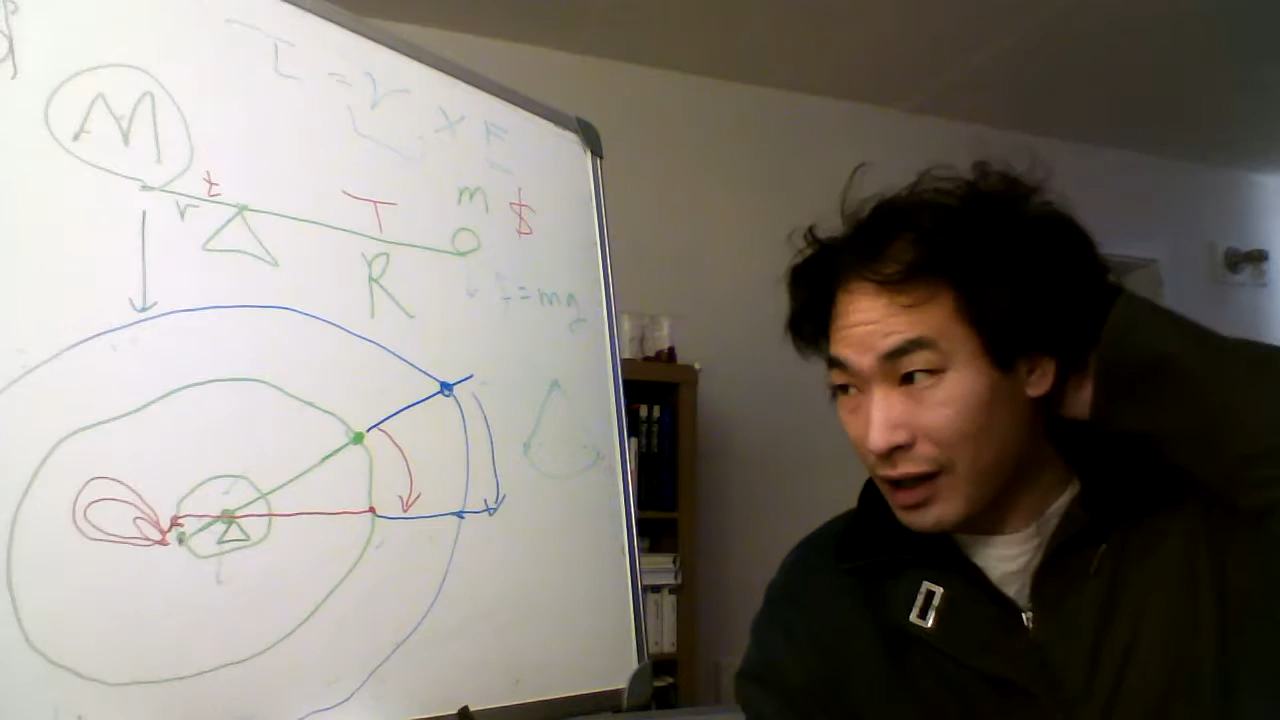 τ = r × F
M
t
T
m $
r
R
F = mg